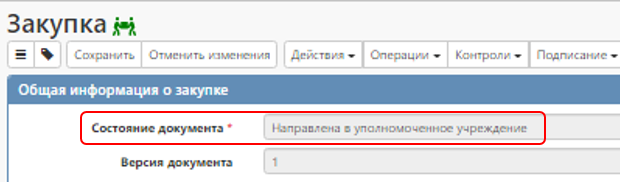 Закупка
Сохранить Отменить изменения Действия Операции Контроли Подписание
Общая информация о закупке
Состояние документа * Направлена в уполномоченное учреждение
Версия документа 1